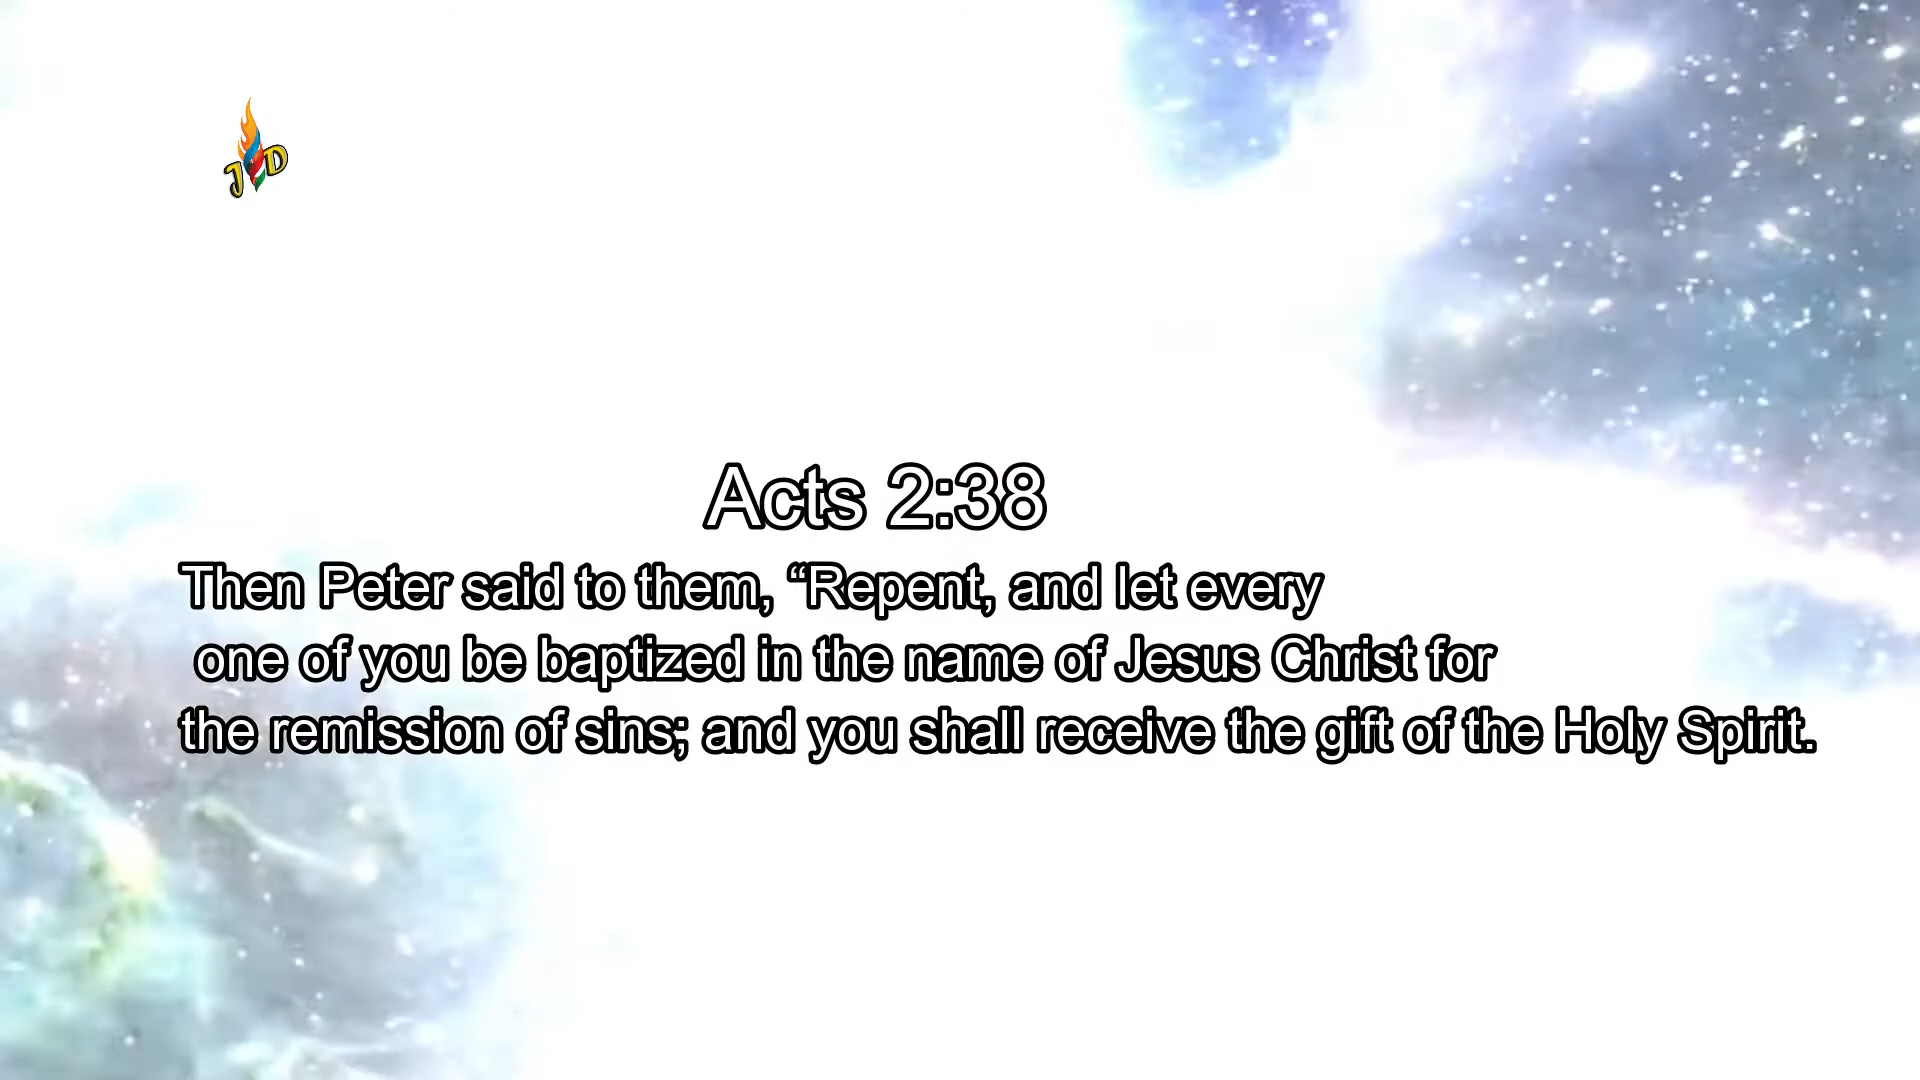 J D
Acts 2:38
Then Peter said to them, “Repent, and let every
one of you be baptized in the name of Jesus Christ for
the remission of sins; and you shall receive the gift of the Holy Spirit.